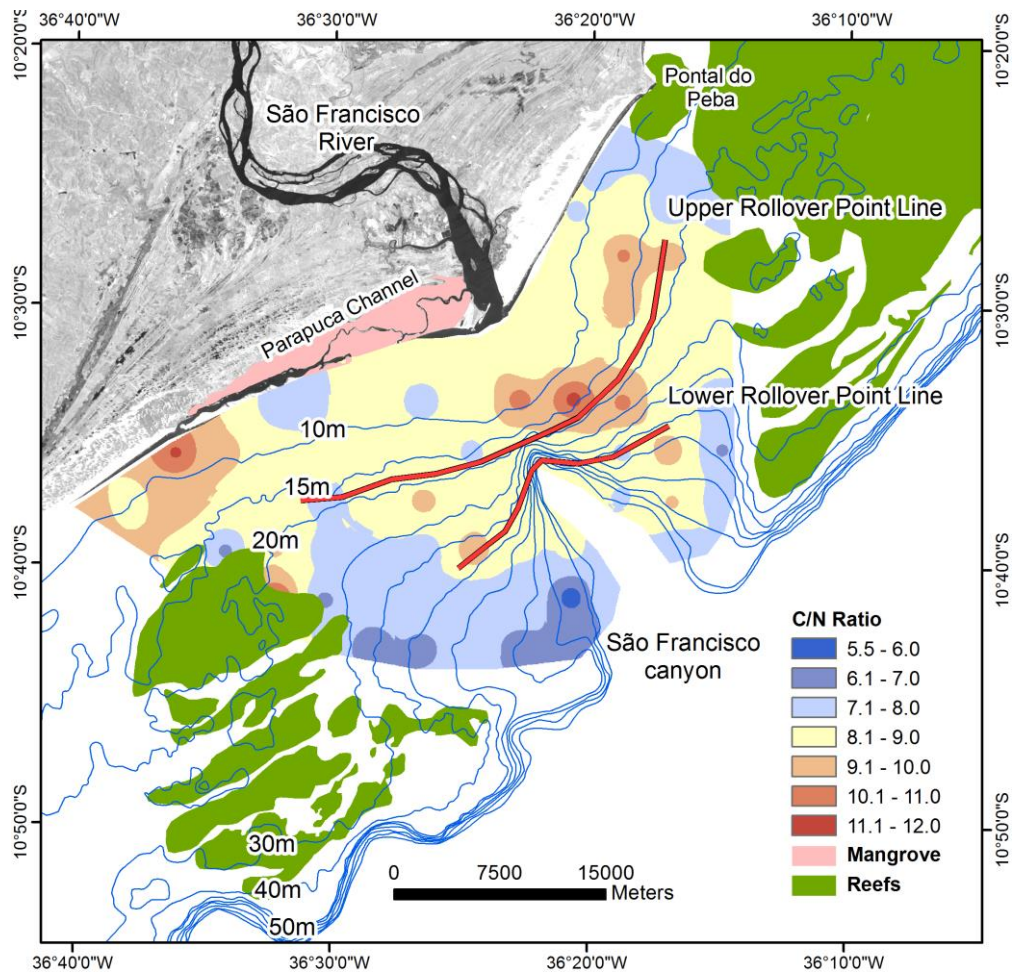 36°40'0"W 36°30'0"W 36°20'0"W 36°10'0"W
10°20'0"S
10°20'0"S
Pontal do
Peba
São Francisco
River
Upper Rollover Point Line
10°30'0"S
10°30'0"S
Parapuca Channel
Lower Rollover Point Line
10m
15m
20m
10°40'0"S
10°40'0"S
São Francisco
canyon
C/N Ratio
5.5 - 6.0
6.1 - 7.0
7.1 - 8.0
8.1 - 9.0
9.1 - 10.0
10.1 - 11.0
11.1 - 12.0
Mangrove
Reefs
10°50'0"S
10°50'0"S
30m
40m
50m
0 7500 15000
Meters
36°40'0"W 36°30'0"W 36°20'0"W 36°10'0"W